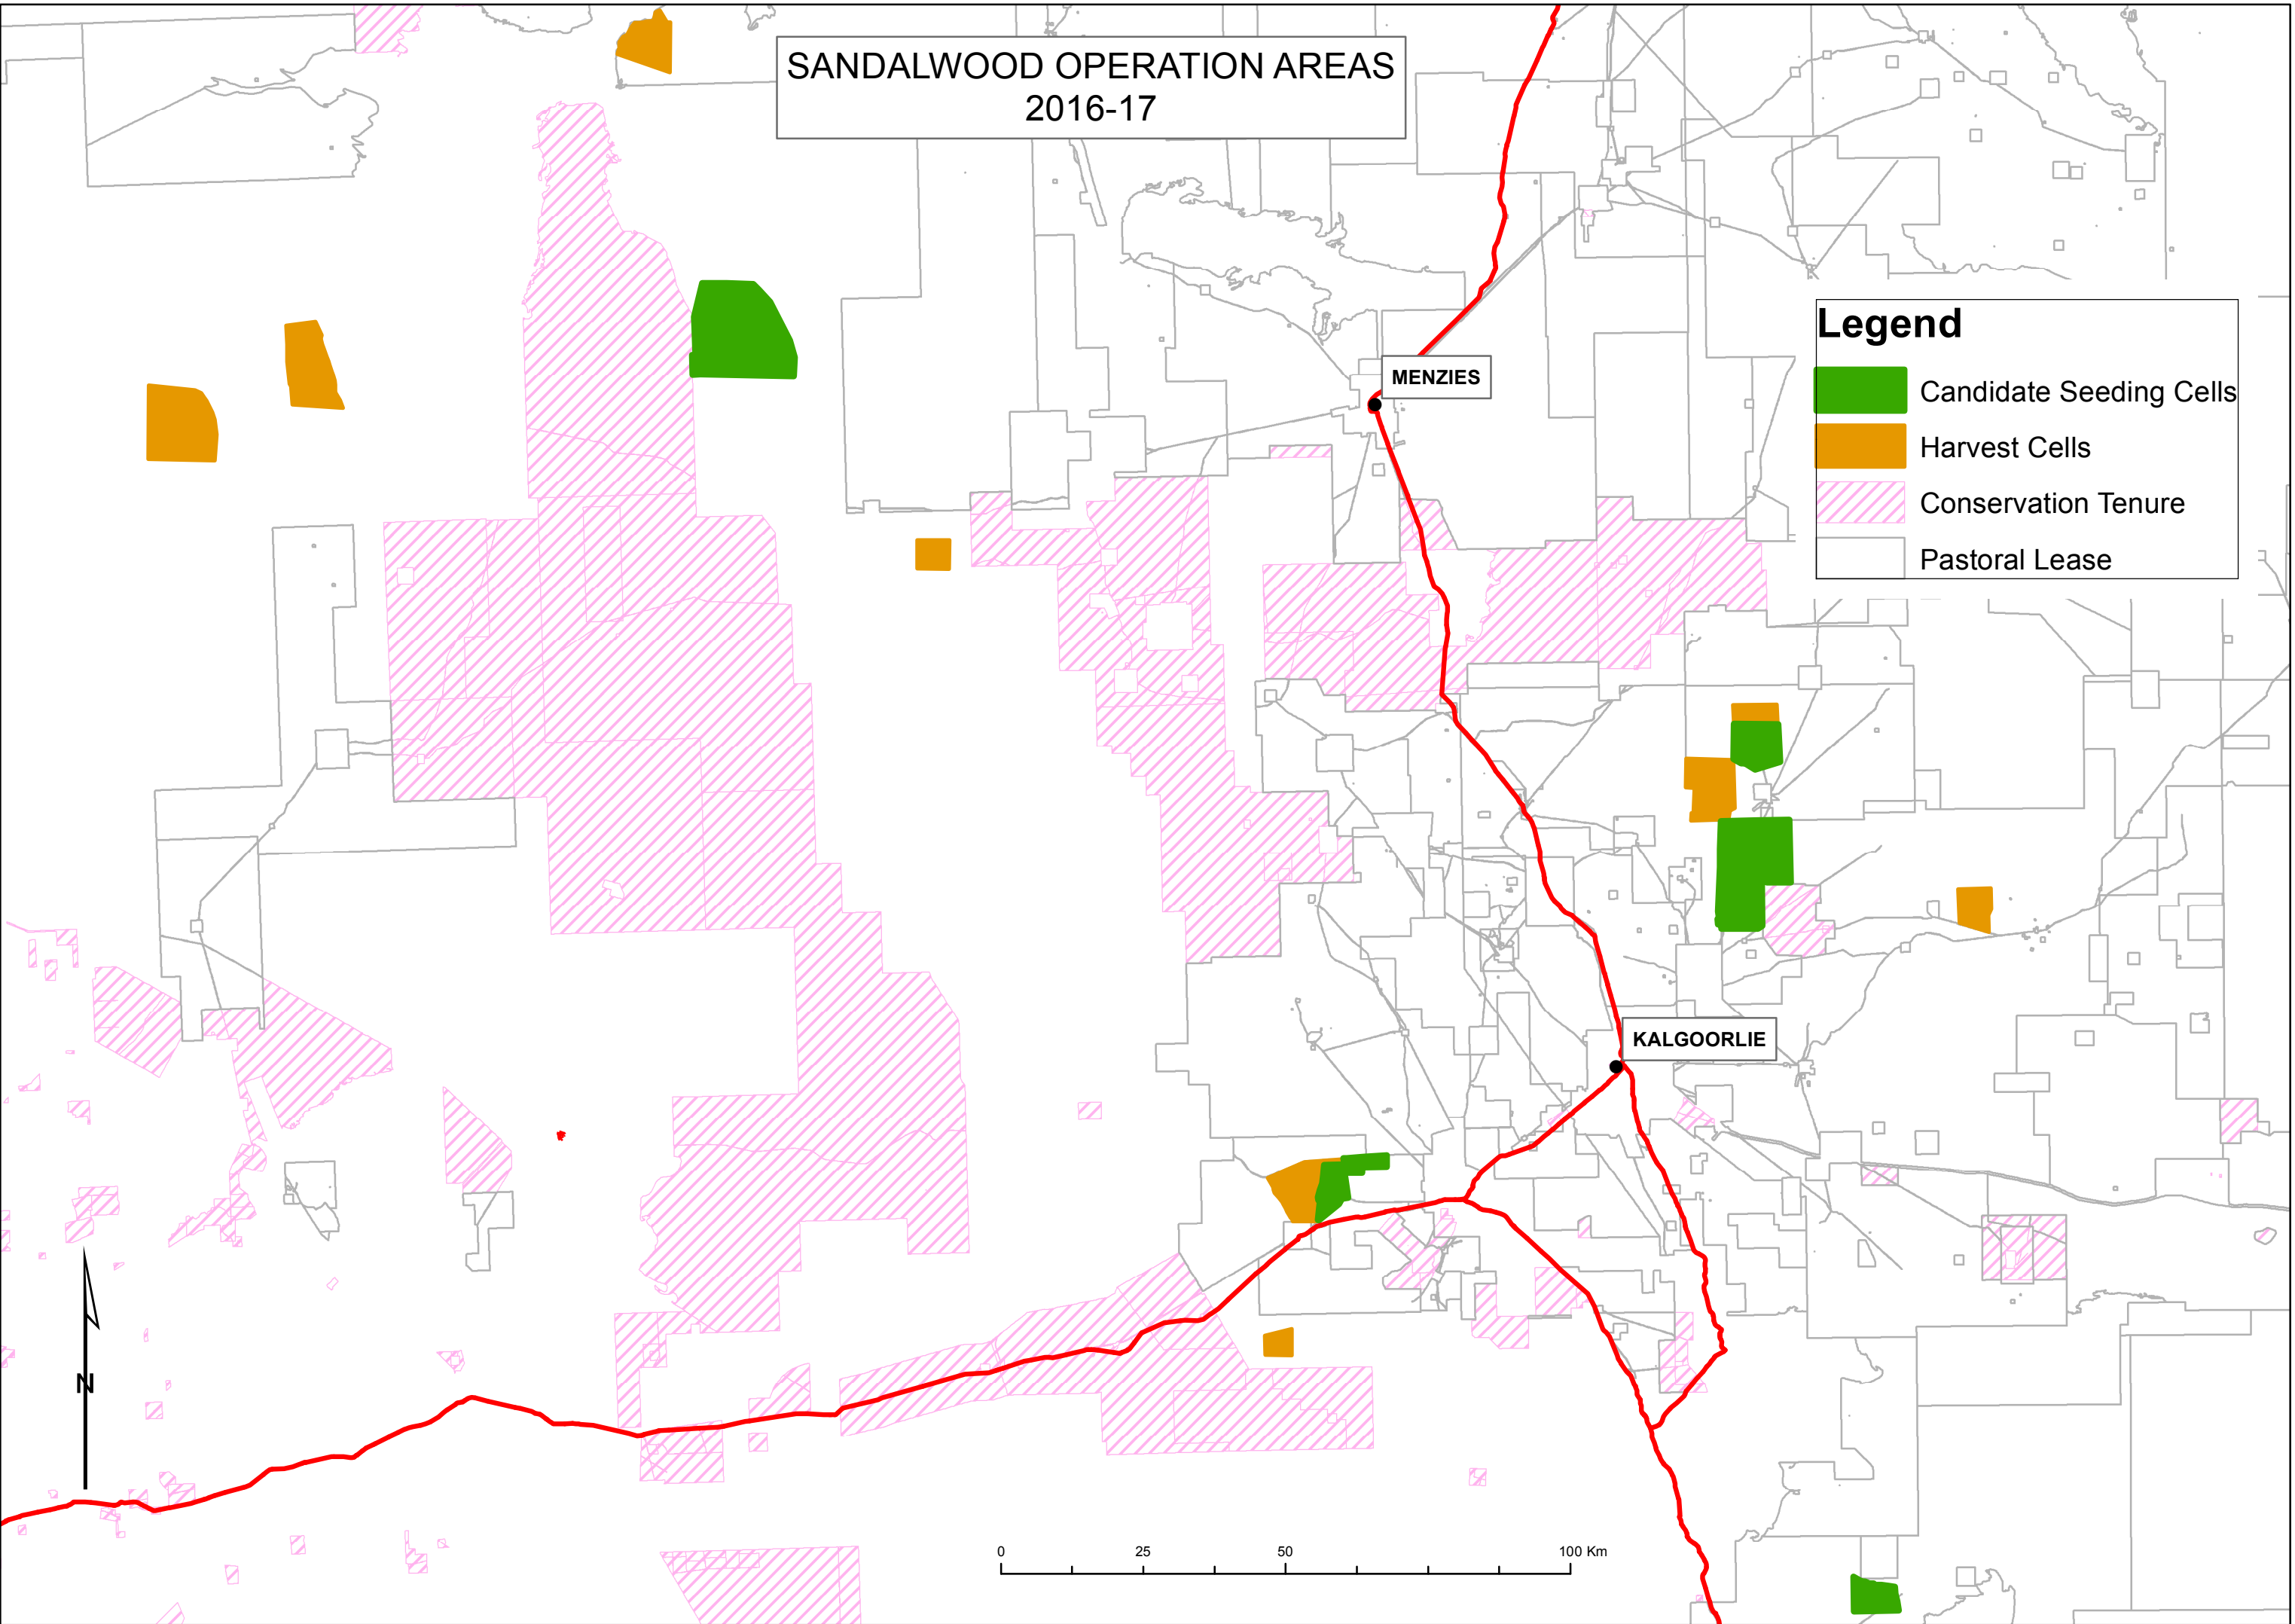 SANDALWOOD OPERATION AREAS
2016-17
Legend
Candidate Seeding Cells
Harvest Cells
Conservation Tenure
Pastoral Lease
MENZIES
KALGOORLIE
N
0 25 50 100 Km